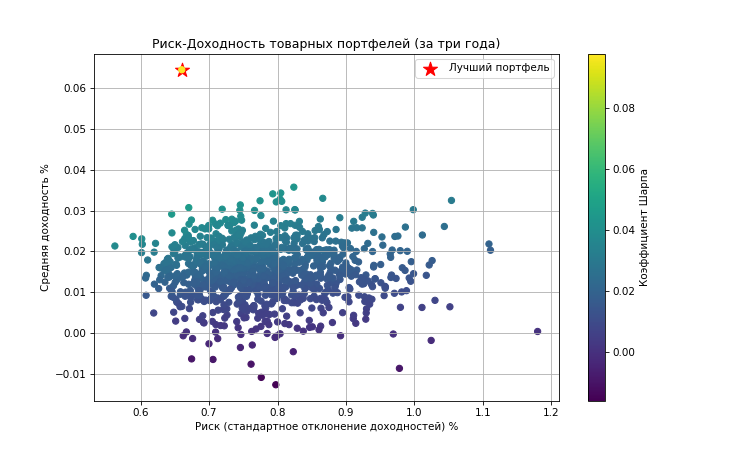 Риск-Доходность товарных портфелей (за три года)
Лучший портфель
Средняя доходность %
0.06
0.05
0.04
0.03
0.02
0.01
0.00
−0.01
0.6 0.7 0.8 0.9 1.0 1.1 1.2
Риск (стандартное отклонение доходностей) %
0.08
0.06
0.04
0.02
0.00
Коэффициент Шарпа